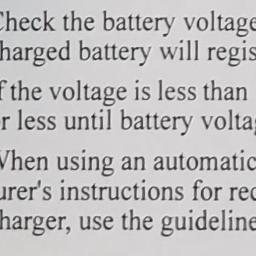 Check the battery voltage
harged battery will regis
f the voltage is less than
r less until battery volta
When using an automatic
urer's instructions for rec
harger, use the guideline